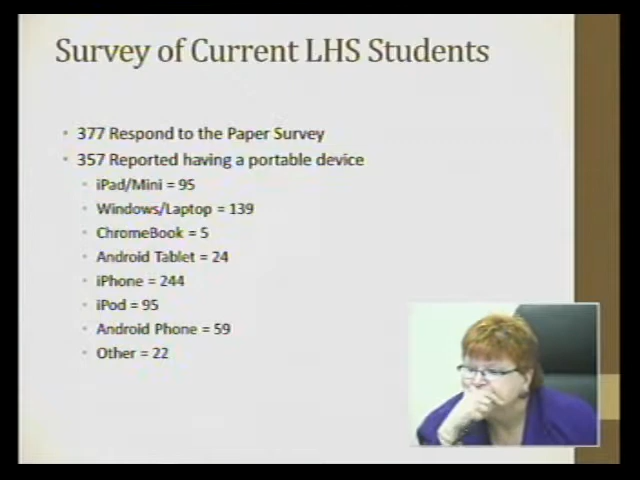 Survey of Current LHS Students
• 377 Respond to the Paper Survey
• 357 Reported having a portable device
• iPad/Mini = 95
• Windows/Laptop = 139
• ChromeBook = 5
• Android Tablet = 24
• iPhone = 244
• iPod = 95
• Android Phone = 59
• Other = 22